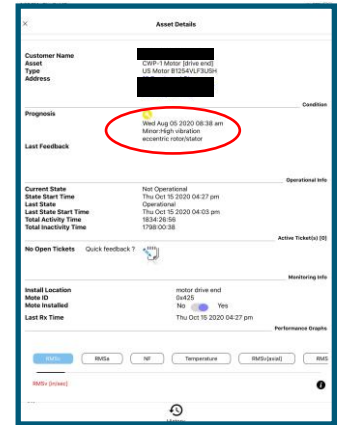 × Asset Details
Customer Name
Asset CWP-1 Motor [drive end]
Type US Motor B1254VLF3USH
Address
Condition
Prognosis
Wed Aug 05 2020 08:38 am
Minor:High vibration
eccentric rotor/stator
Last Feedback
Operational Info
Current State Not Operational
State Start Time Thu Oct 15 2020 04:27 pm
Last State Operational
Last State Start Time Thu Oct 15 2020 04:03 pm
Total Activity Time 1834:26:56
Total Inactivity Time 1798:00:38
Active Ticket(s) [0]
No Open Tickets Quick feedback ?
Monitoring Info
Install Location motor drive end
Mote ID 0x425
Mote Installed No Yes
Last Rx Time Thu Oct 15 2020 04:27 pm
Performance Graphs
RMSv RMSa NF Temperature RMSv(axial) RMS
RMSv [in/sec]